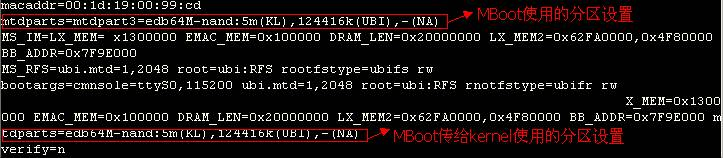 macaddr=00:1d:19:00:99:cd
mtdparts=mtdpart3=edb64M-nand:5m(KL),124416k(UBI),-(NA)
MBoot使用的分区设置
MS_IM=LX_MEM= x1300000 EMAC_MEM=0x100000 DRAM_LEN=0x20000000 LX_MEM2=0x62FA0000,0x4F80000
BB_ADDR=0x7F9E000
MS_RFS=ubi.mtd=1,2048 root=ubi:RFS rootfstype=ubifs rw
bootargs=cmnsole=ttyS0,115200 ubi.mtd=1,2048 root=ubi:RFS rnotfstype=ubifr rw
X_MEM=0x1300
000 EMAC_MEM=0x100000 DRAM_LEN=0x20000000 LX_MEM2=0x62FA0000,0x4F80000 BB_ADDR=0x7F9E000 m
tdparts=edb64M-nand:5m(KL),124416k(UBI),-(NA)
MBoot传给kernel使用的分区设置
verify=n